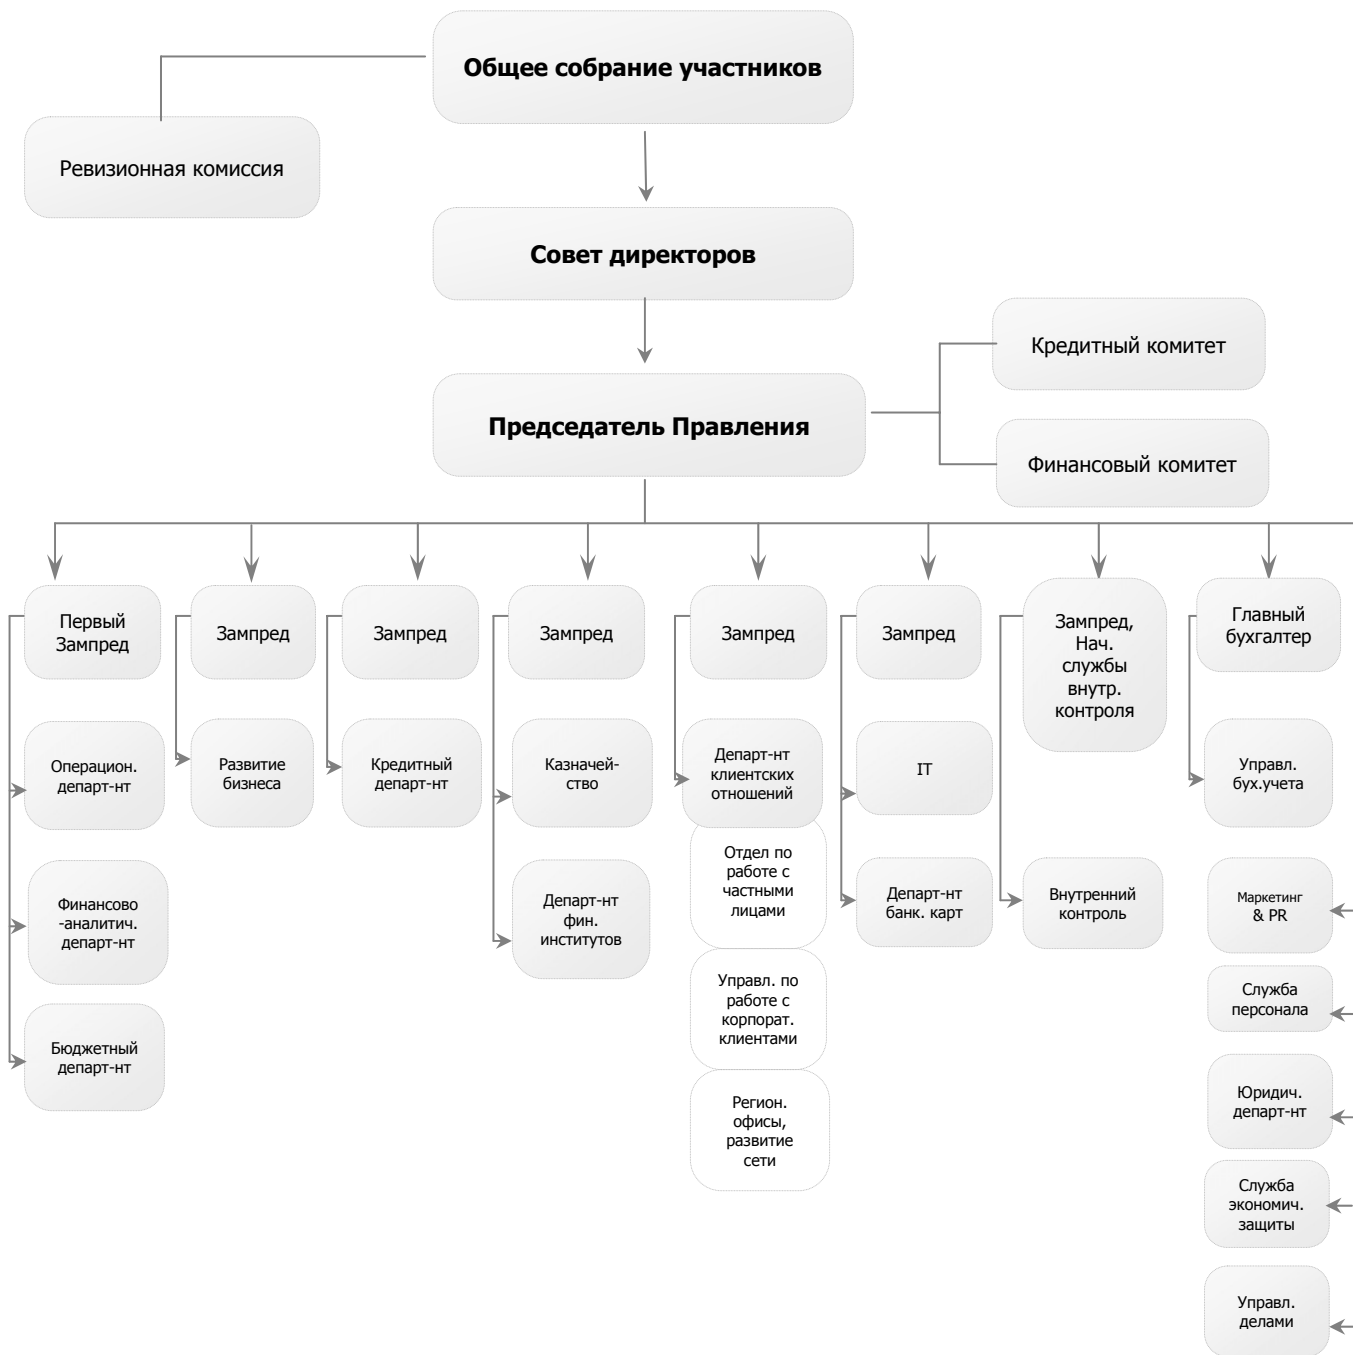 Общее собрание участников
Ревизионная комиссия
Совет директоров
Кредитный комитет
Председатель Правления
Финансовый комитет
Первый
Зампред
Зампред
Зампред
Зампред
Зампред
Зампред
Зампред,
Нач.
службы
внутр.
контроля
Главный
бухгалтер
Операцион.
департ-нт
Развитие
бизнеса
Кредитный
департ-нт
Казначей-
ство
Департ-нт
клиентских
отношений
IT
Управл.
бух.учета
Финансово
-аналитич.
департ-нт
Департ-нт
фин.
институтов
Отдел по
работе с
частными
лицами
Департ-нт
банк. карт
Внутренний
контроль
Маркетинг
& PR
Управл. по
работе с
корпорат.
клиентами
Служба
персонала
Бюджетный
департ-нт
Регион.
офисы,
развитие
сети
Юридич.
департ-нт
Служба
экономич.
защиты
Управл.
делами